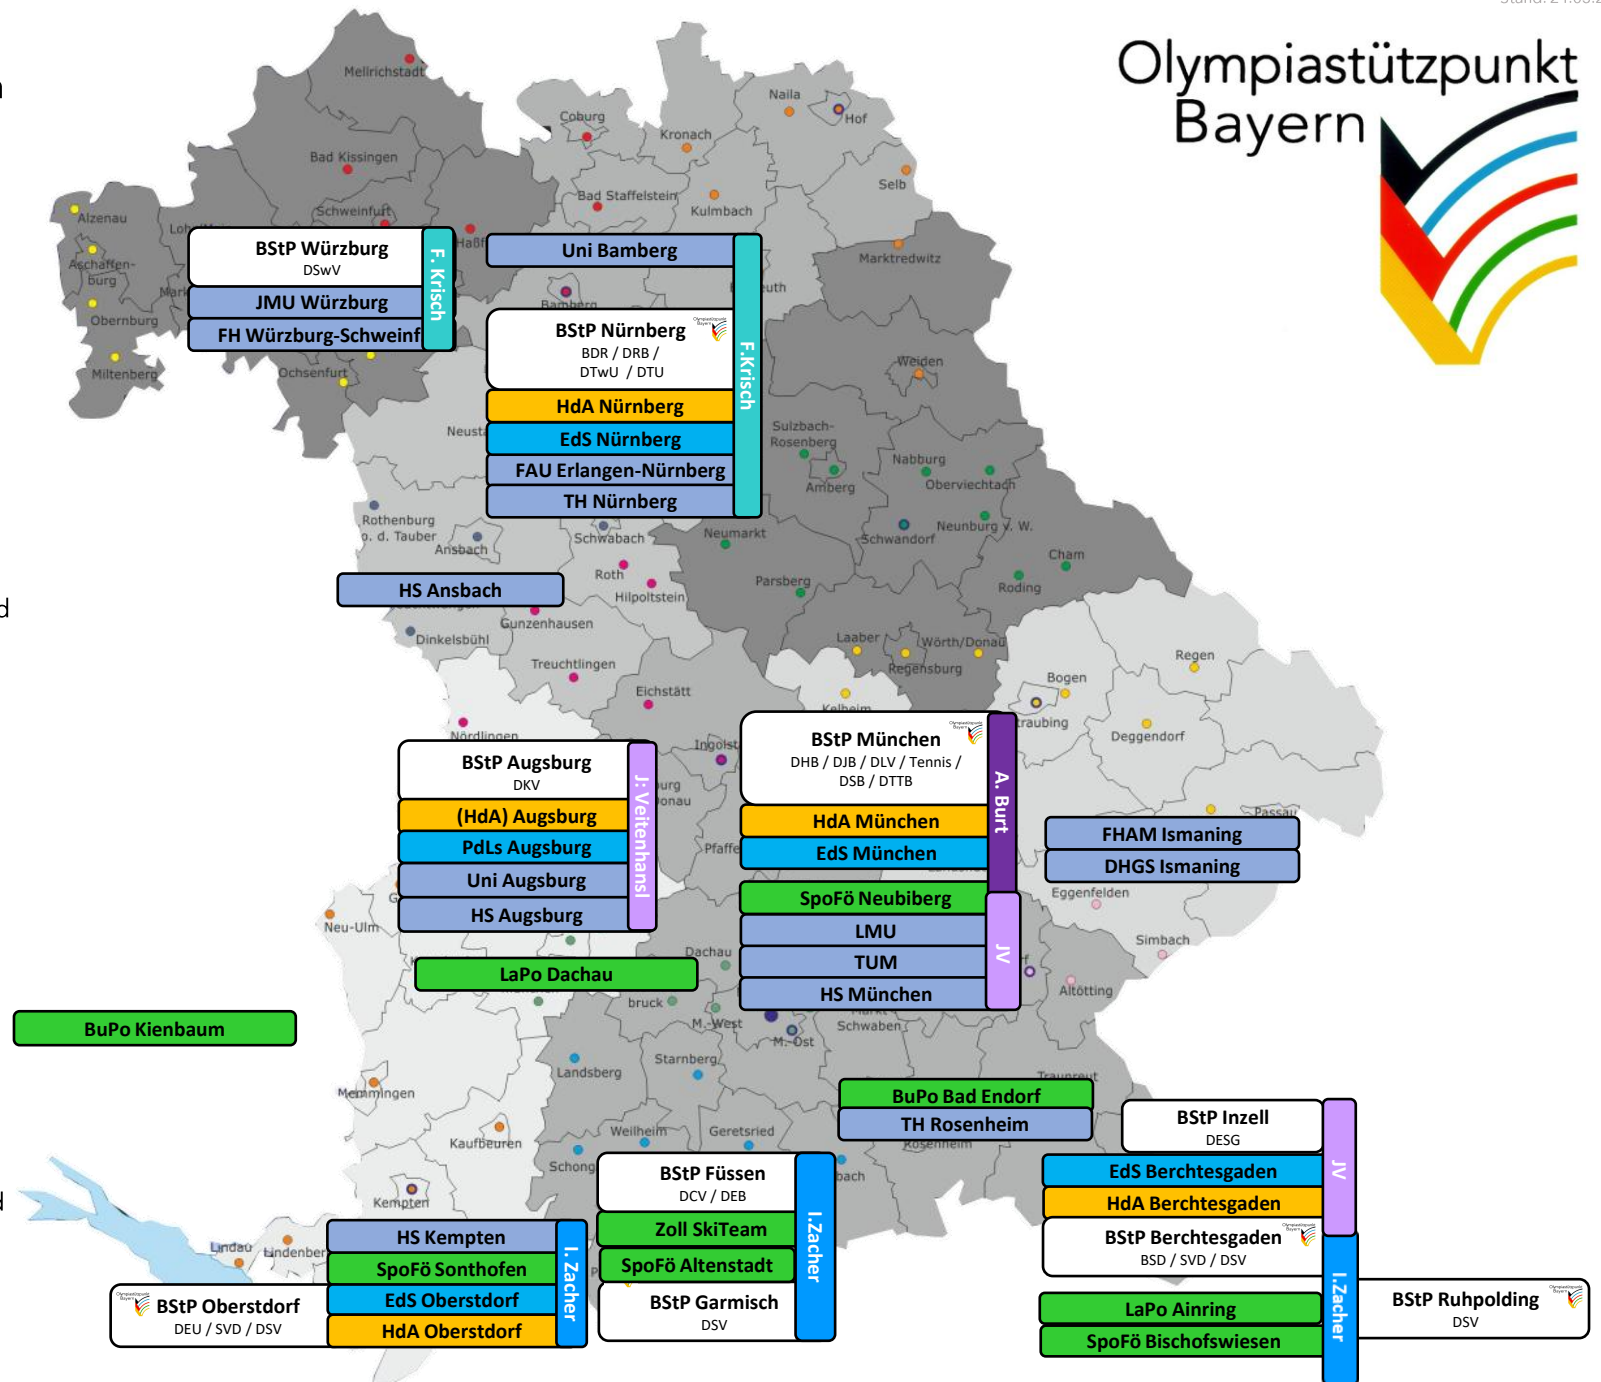 Olympiastützpunkt
Bayern
Mellrichstadt
Bad Kissingen
Schweinfurt
Coburg
Kronach
Naila
Hof
Selb
Bad Staffelstein
Kulmbach
Marktredwitz
Alzenau
Aschaffen-
burg
Obernburg
Miltenberg
Ochsenfurt
Bamberg
BStP Würzburg
DSwV
JMU Würzburg
FH Würzburg-Schweinf
F. Krisch
Uni Bamberg
BStP Nürnberg
BDR / DRB /
DTwU / DTU
HdA Nürnberg
EdS Nürnberg
FAU Erlangen-Nürnberg
TH Nürnberg
F.Krisch
Weiden
Sulzbach-
Rosenberg
Amberg
Nabburg
Oberviechtach
Neunburg v. W.
Schwandorf
Neumarkt
Parsberg
Cham
Roding
Rothenburg
o. d. Tauber
Ansbach
Schwabach
Roth
Hilpoltstein
HS Ansbach
Gunzenhausen
Dinkelsbühl
Treuchtlingen
Eichstätt
Laaber
Wörth/Donau
Regensburg
Kelheim
Bogen
Regen
Deggendorf
Passau
Nördlingen
BStP Augsburg
DKV
(HdA) Augsburg
PdLs Augsburg
Uni Augsburg
HS Augsburg
J: Veitenhansl
BStP München
DHB / DJB / DLV / Tennis /
DSB / DTTB
HdA München
EdS München
A. Burt
SpoFö Neubiberg
LMU
TUM
HS München
JV
FHAM Ismaning
DHGS Ismaning
Eggenfelden
Simbach
Altötting
Neu-Ulm
Dachau
LaPo Dachau
bruck
M.-West
M.-Ost
Markt
Schwaben
BuPo Kienbaum
Landsberg
Starnberg
Memmingen
Kaufbeuren
Weilheim
Geretsried
Schong
Kempten
Lindau
Lindenber
BuPo Bad Endorf
TH Rosenheim
Rosenheim
Traunreut
BStP Inzell
DESG
EdS Berchtesgaden
HdA Berchtesgaden
JV
BStP Berchtesgaden
BSD / SVD / DSV
LaPo Ainring
SpoFö Bischofswiesen
I.Zacher
BStP Ruhpolding
DSV
BStP Füssen
DCV / DEB
Zoll SkiTeam
SpoFö Altenstadt
BStP Garmisch
DSV
I.Zacher
HS Kempten
SpoFö Sonthofen
EdS Oberstdorf
HdA Oberstdorf
I. Zacher
BStP Oberstdorf
DEU / SVD / DSV